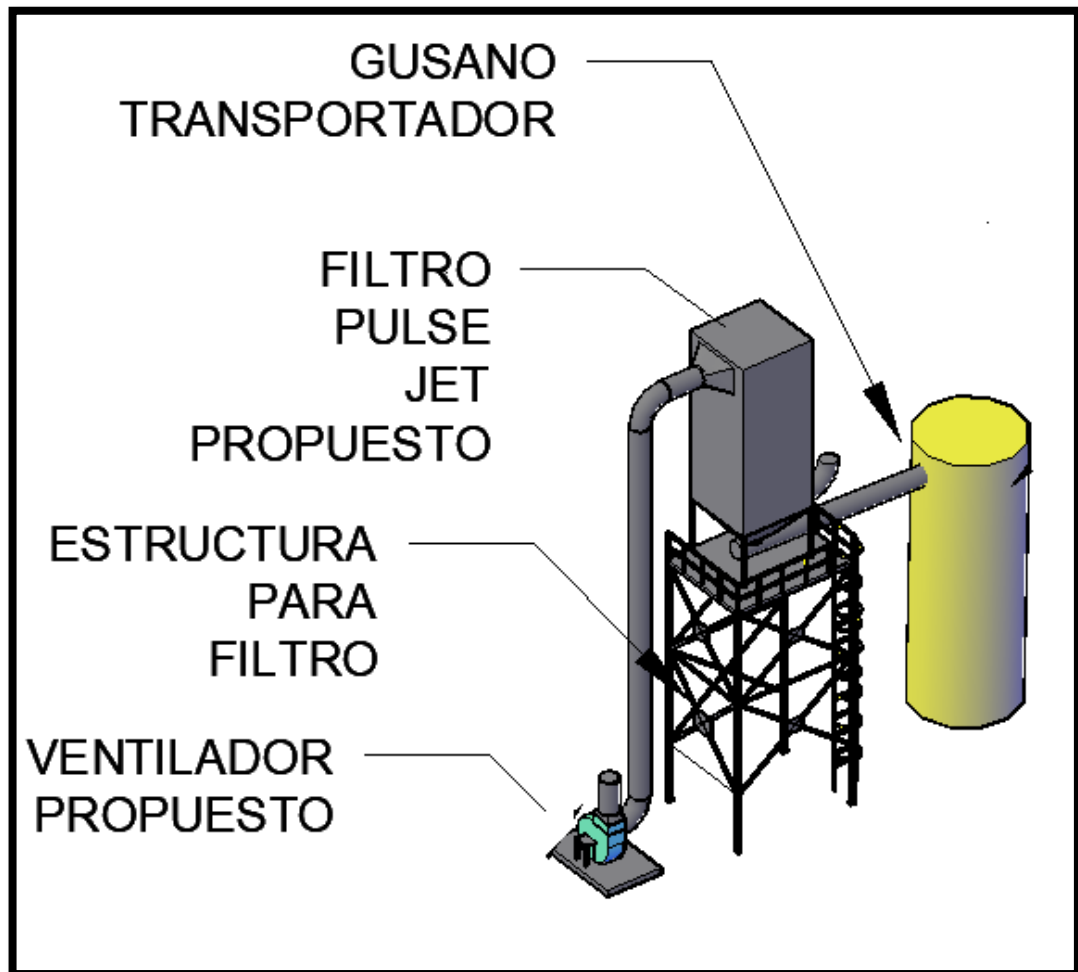 GUSANO
TRANSPORTADOR
FILTRO
PULSE
JET
PROPUESTO
ESTRUCTURA
PARA
FILTRO
VENTILADOR
PROPUESTO